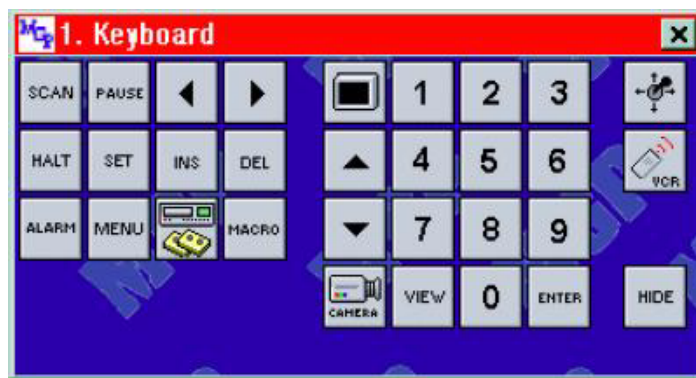 MCP 1. Keyboard
SCAN PAUSE 1 2 3
HALT SET INS DEL 4 5 6
VCR
ALARM MENU MACRO 7 8 9
CAMERA VIEW 0 ENTER HIDE